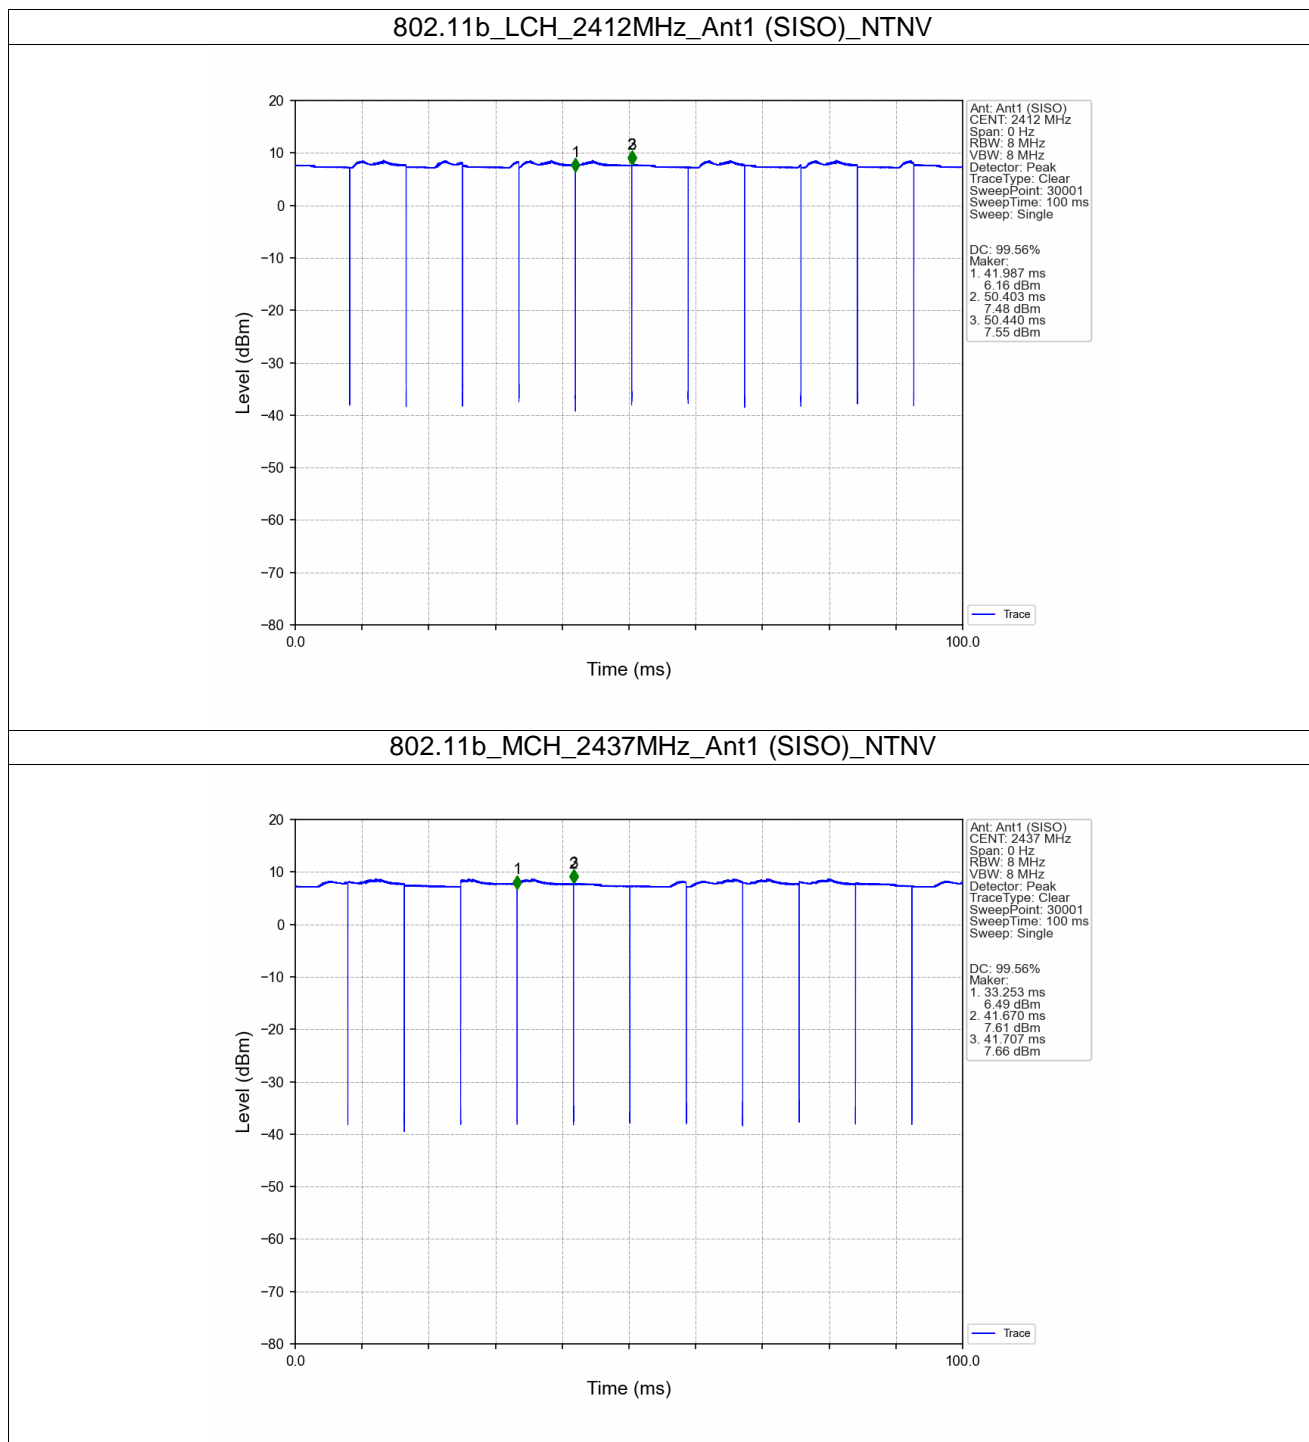 802.11b_LCH_2412MHz_Ant1 (SISO)_NTNV
20
10
0
−10
−20
−30
−40
−50
−60
−70
−80
Level (dBm)
1
3
0.0
100.0
Time (ms)
Ant: Ant1 (SISO)
CENT: 2412 MHz
Span: 0 Hz
RBW: 8 MHz
VBW: 8 MHz
Detector: Peak
TraceType: Clear
SweepPoint: 30001
SweepTime: 100 ms
Sweep: Single
DC: 99.56%
Maker:
1. 41.987 ms
6.16 dBm
2. 50.403 ms
7.48 dBm
3. 50.440 ms
7.55 dBm
Trace
802.11b_MCH_2437MHz_Ant1 (SISO)_NTNV
20
10
0
−10
−20
−30
−40
−50
−60
−70
−80
Level (dBm)
1
3
0.0
100.0
Time (ms)
Ant: Ant1 (SISO)
CENT: 2437 MHz
Span: 0 Hz
RBW: 8 MHz
VBW: 8 MHz
Detector: Peak
TraceType: Clear
SweepPoint: 30001
SweepTime: 100 ms
Sweep: Single
DC: 99.56%
Maker:
1. 33.253 ms
6.49 dBm
2. 41.670 ms
7.61 dBm
3. 41.707 ms
7.66 dBm
Trace